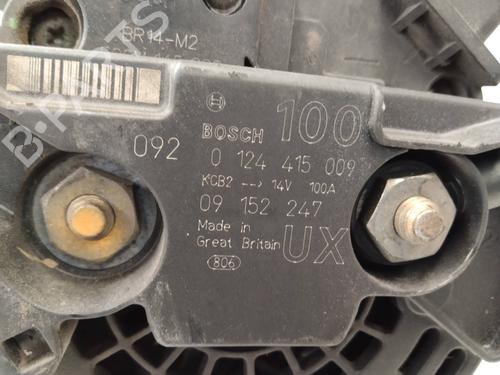 BR14-M2
B-PARTS
BOSCH 100
092 0 124 415 009
KCB2 --> 14V 100A
09 152 247
Made in
Great Britain UX
806